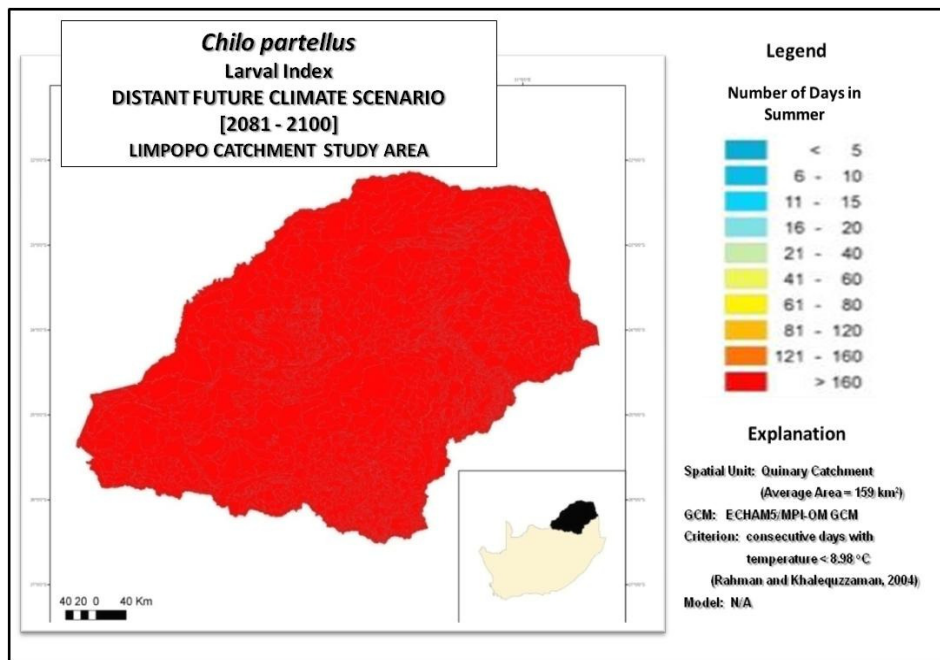 Chilo partellus
Larval Index
DISTANT FUTURE CLIMATE SCENARIO
[2081 - 2100]
LIMPOPO CATCHMENT STUDY AREA
40 20 0 40 Km
Legend
Number of Days in
Summer
< 5
6 - 10
11 - 15
16 - 20
21 - 40
41 - 60
61 - 80
81 - 120
121 - 160
> 160
Explanation
Spatial Unit: Quinary Catchment
(Average Area = 159 km²)
GCM: ECHAM5/MPI-OM GCM
Criterion: consecutive days with
temperature < 8.98 °C
(Rahman and Khalequzzaman, 2004)
Model: N/A